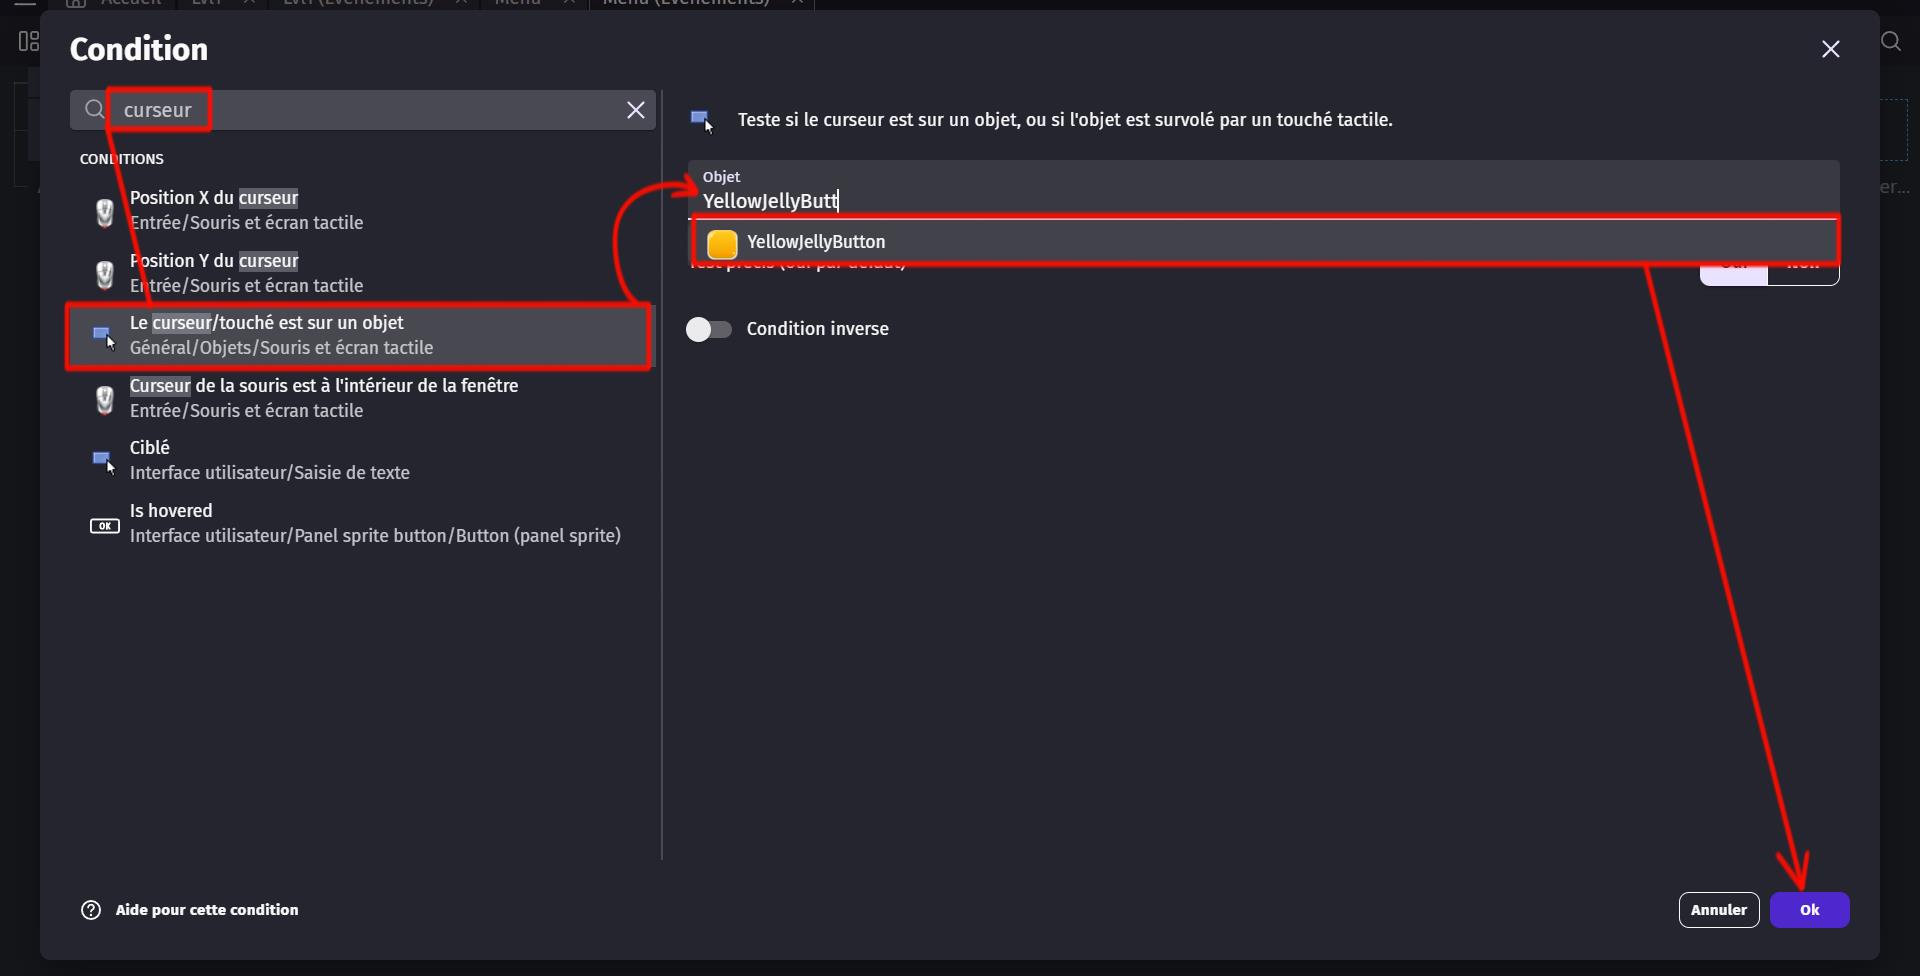 Accueil
Menu
Menu (Événements)
Condition
curseur
CONDITIONS
Position X du curseur
Entrée/Souris et écran tactile
Position Y du curseur
Entrée/Souris et écran tactile
Le curseur/touché est sur un objet
Général/Objets/Souris et écran tactile
Curseur de la souris est à l'intérieur de la fenêtre
Entrée/Souris et écran tactile
Ciblé
Interface utilisateur/Saisie de texte
OK
Is hovered
Interface utilisateur/Panel sprite button/Button (panel sprite)
Teste si le curseur est sur un objet, ou si l'objet est survolé par un touché tactile.
Objet
YellowJellyButt
YellowJellyButton
Condition inverse
Aide pour cette condition
Annuler
Ok